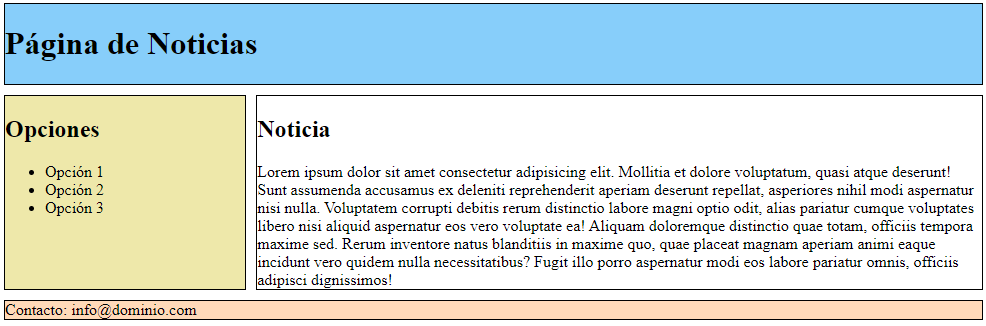 Página de Noticias
Opciones
Opción 1
Opción 2
Opción 3
Noticia
Lorem ipsum dolor sit amet consectetur adipisicing elit. Mollitia et dolore voluptatum, quasi atque deserunt!
Sunt assumenda accusamus ex deleniti reprehenderit aperiam deserunt repellat, asperiores nihil modi aspernatur
nisi nulla. Voluptatem corrupti debitis rerum distinctio labore magni optio odit, alias pariatur cumque voluptates
libero nisi aliquid aspernatur eos vero voluptate ea! Aliquam doloremque distinctio quae totam, officiis tempora
maxime sed. Rerum inventore natus blanditiis in maxime quo, quae placeat magnam aperiam animi eaque
incidunt vero quidem nulla necessitatibus? Fugit illo porro aspernatur modi eos labore pariatur omnis, officiis
adipisci dignissimos!
Contacto: info@dominio.com